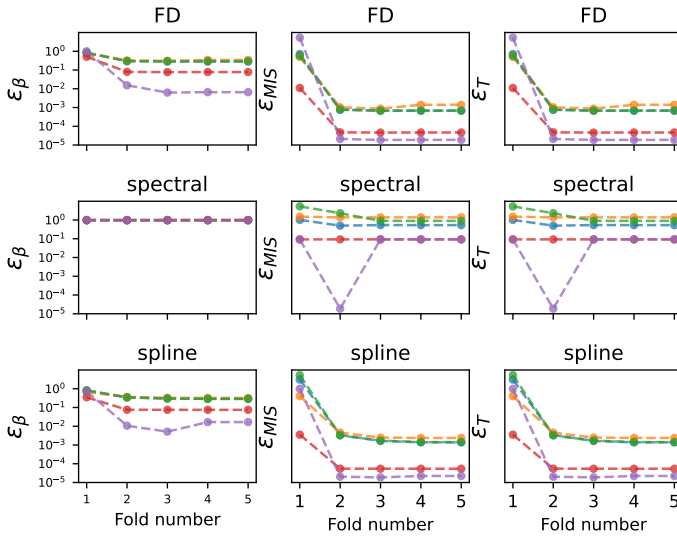 FD
FD
FD
ε_β
10^0
10^-1
10^-2
10^-3
10^-4
10^-5
ε_MIS
ε_T
spectral
spectral
spectral
ε_β
10^0
10^-1
10^-2
10^-3
10^-4
10^-5
ε_MIS
ε_T
spline
spline
spline
ε_β
10^0
10^-1
10^-2
10^-3
10^-4
10^-5
ε_MIS
ε_T
1 2 3 4 5
1 2 3 4 5
1 2 3 4 5
Fold number
Fold number
Fold number